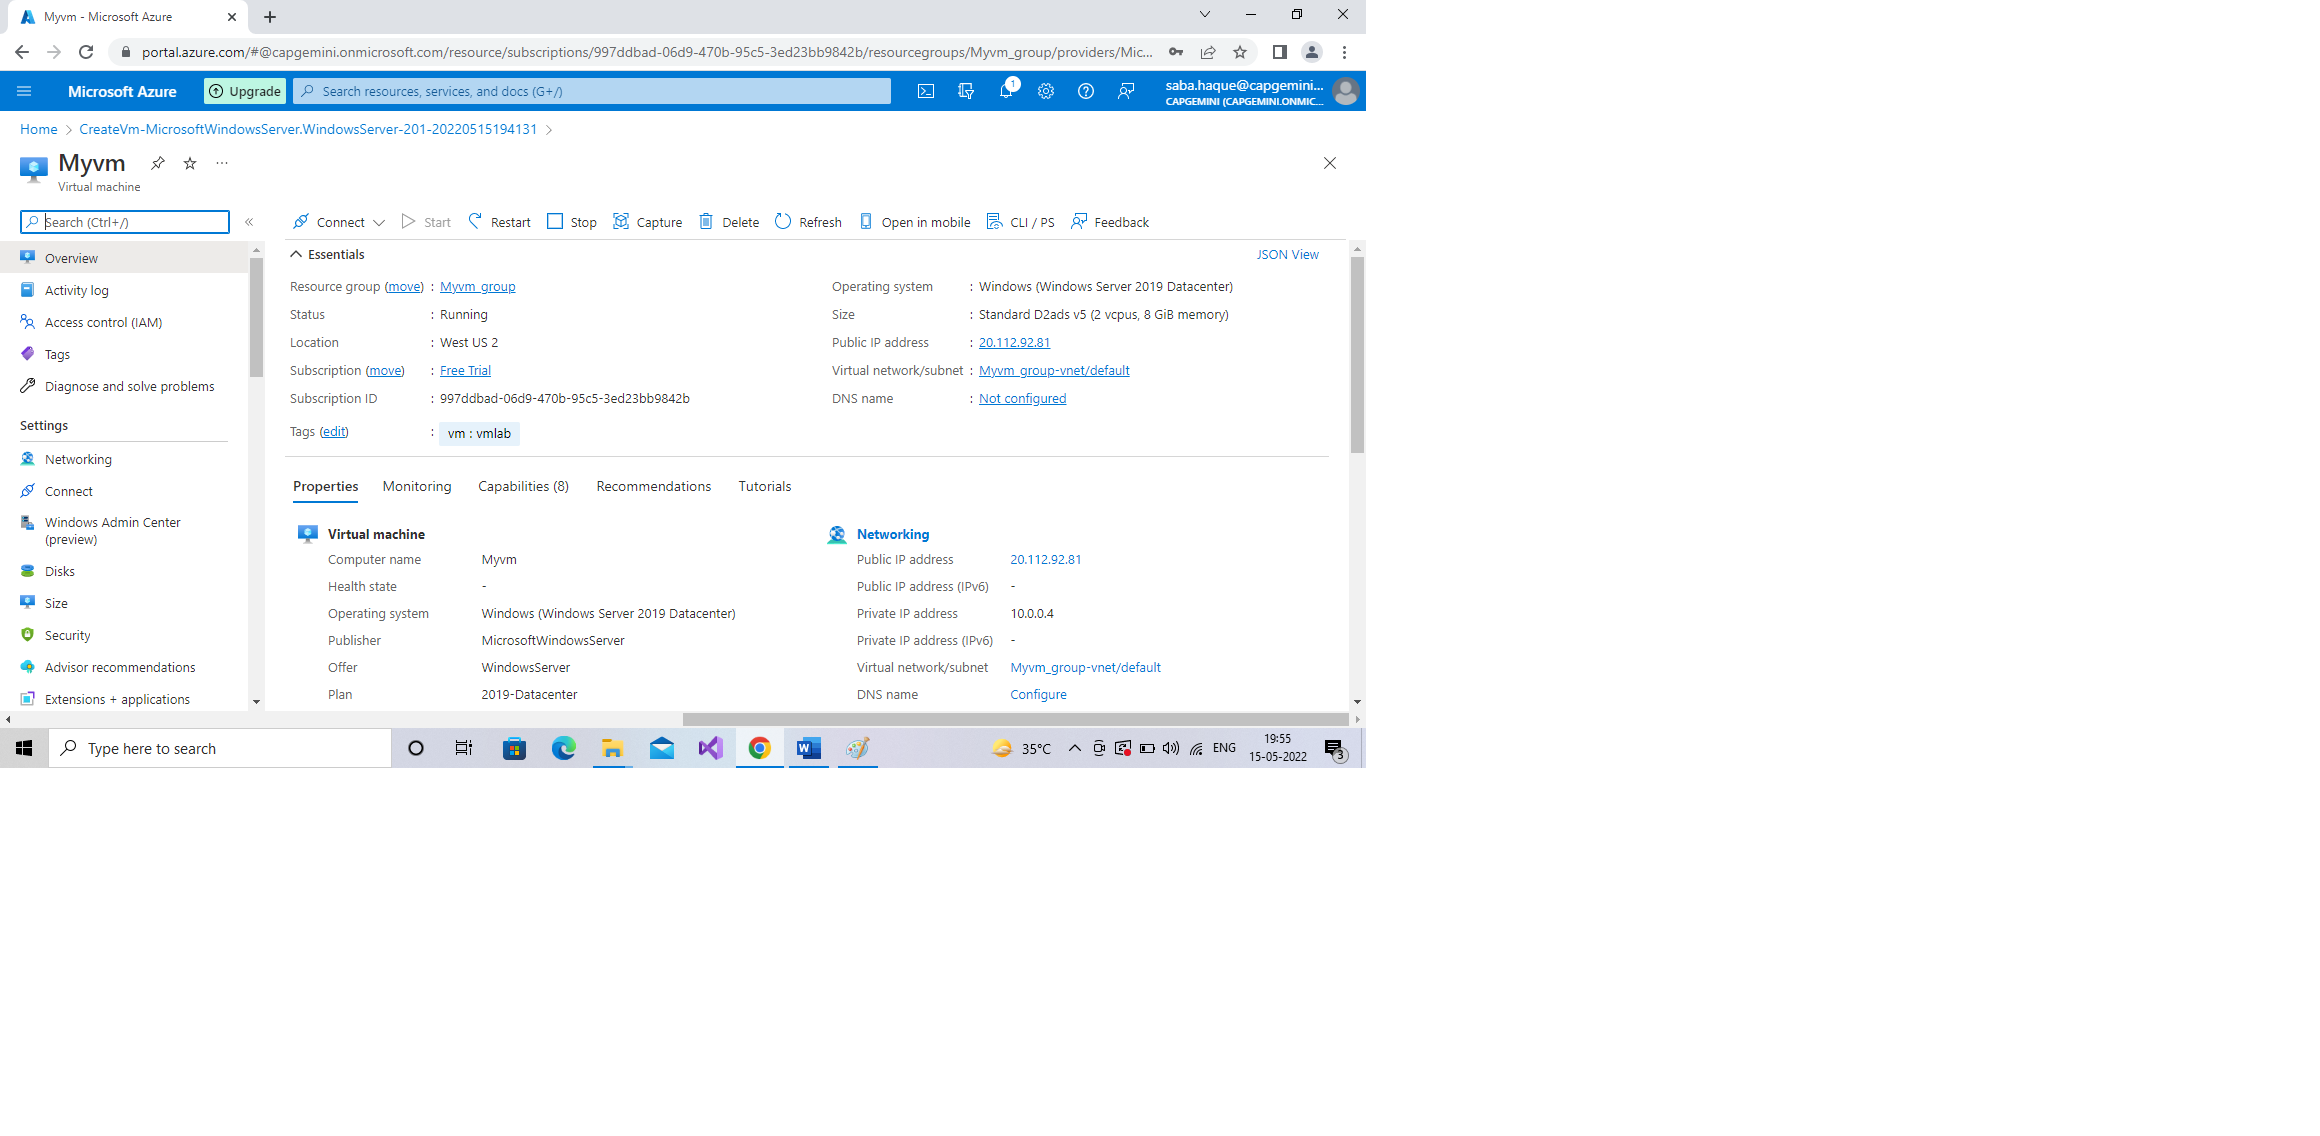 Myvm - Microsoft Azure
portal.azure.com/#@capgemini.onmicrosoft.com/resource/subscriptions/997ddbad-06d9-470b-95c5-3ed23bb9842b/resourcegroups/Myvm_group/providers/Mic...
Microsoft Azure
Upgrade
Search resources, services, and docs (G+/)
1
saba.haque@capgemini...
CAPGEMINI (CAPGEMINI.ONMIC...
Home > CreateVm-MicrosoftWindowsServer.WindowsServer-201-20220515194131 >
Myvm
Virtual machine
Search (Ctrl+/)
Connect Start Restart Stop Capture Delete Refresh Open in mobile CLI / PS Feedback
Overview
Activity log
Access control (IAM)
Tags
Diagnose and solve problems
Settings
Networking
Connect
Windows Admin Center
(preview)
Disks
Size
Security
Advisor recommendations
Extensions + applications
Essentials
JSON View
Resource group (move) : Myvm_group
Status : Running
Location : West US 2
Subscription (move) : Free Trial
Subscription ID : 997ddbad-06d9-470b-95c5-3ed23bb9842b
Tags (edit) : vm : vmlab
Operating system : Windows (Windows Server 2019 Datacenter)
Size : Standard D2ads v5 (2 vcpus, 8 GiB memory)
Public IP address : 20.112.92.81
Virtual network/subnet : Myvm_group-vnet/default
DNS name : Not configured
Properties Monitoring Capabilities (8) Recommendations Tutorials
Virtual machine
Computer name Myvm
Health state -
Operating system Windows (Windows Server 2019 Datacenter)
Publisher MicrosoftWindowsServer
Offer WindowsServer
Plan 2019-Datacenter
Networking
Public IP address 20.112.92.81
Public IP address (IPv6) -
Private IP address 10.0.0.4
Private IP address (IPv6) -
Virtual network/subnet Myvm_group-vnet/default
DNS name Configure
Type here to search
35°C
ENG
19:55
15-05-2022
3